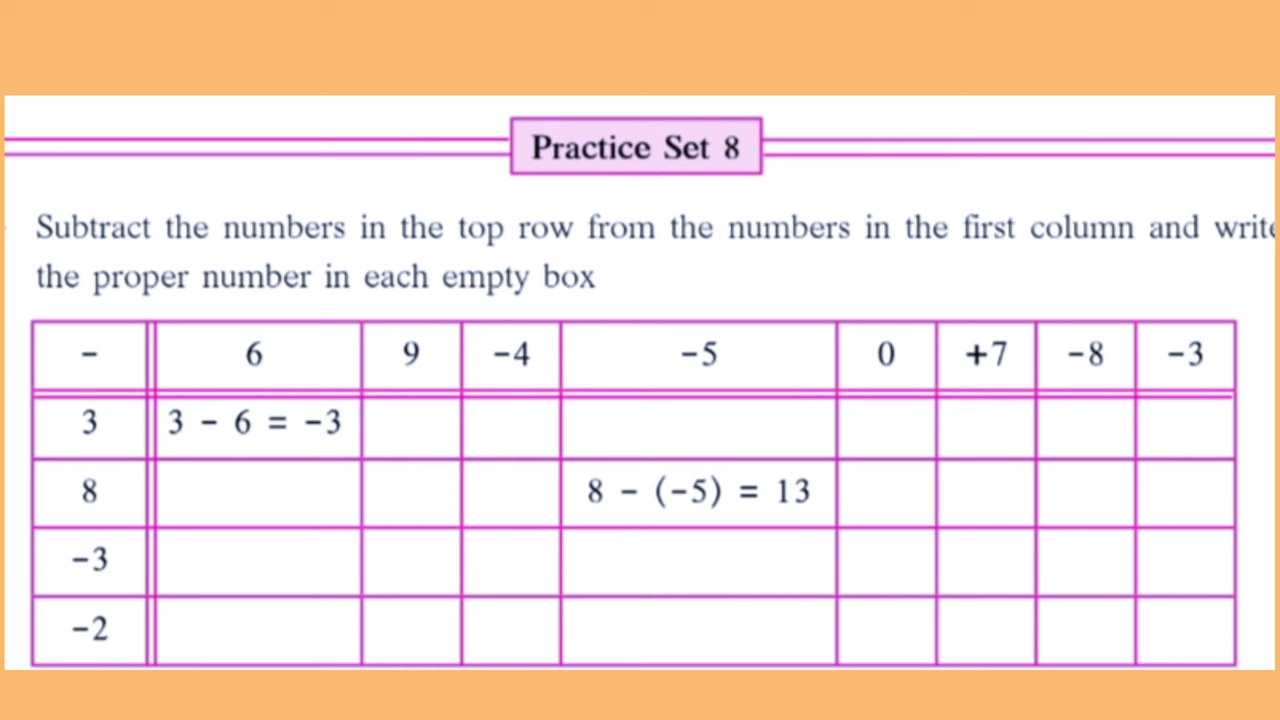 Practice Set 8
Subtract the numbers in the top row from the numbers in the first column and write
the proper number in each empty box
− 6 9 −4 −5 0 +7 −8 −3
3 3 − 6 = −3
8 8 − (−5) = 13
−3
−2